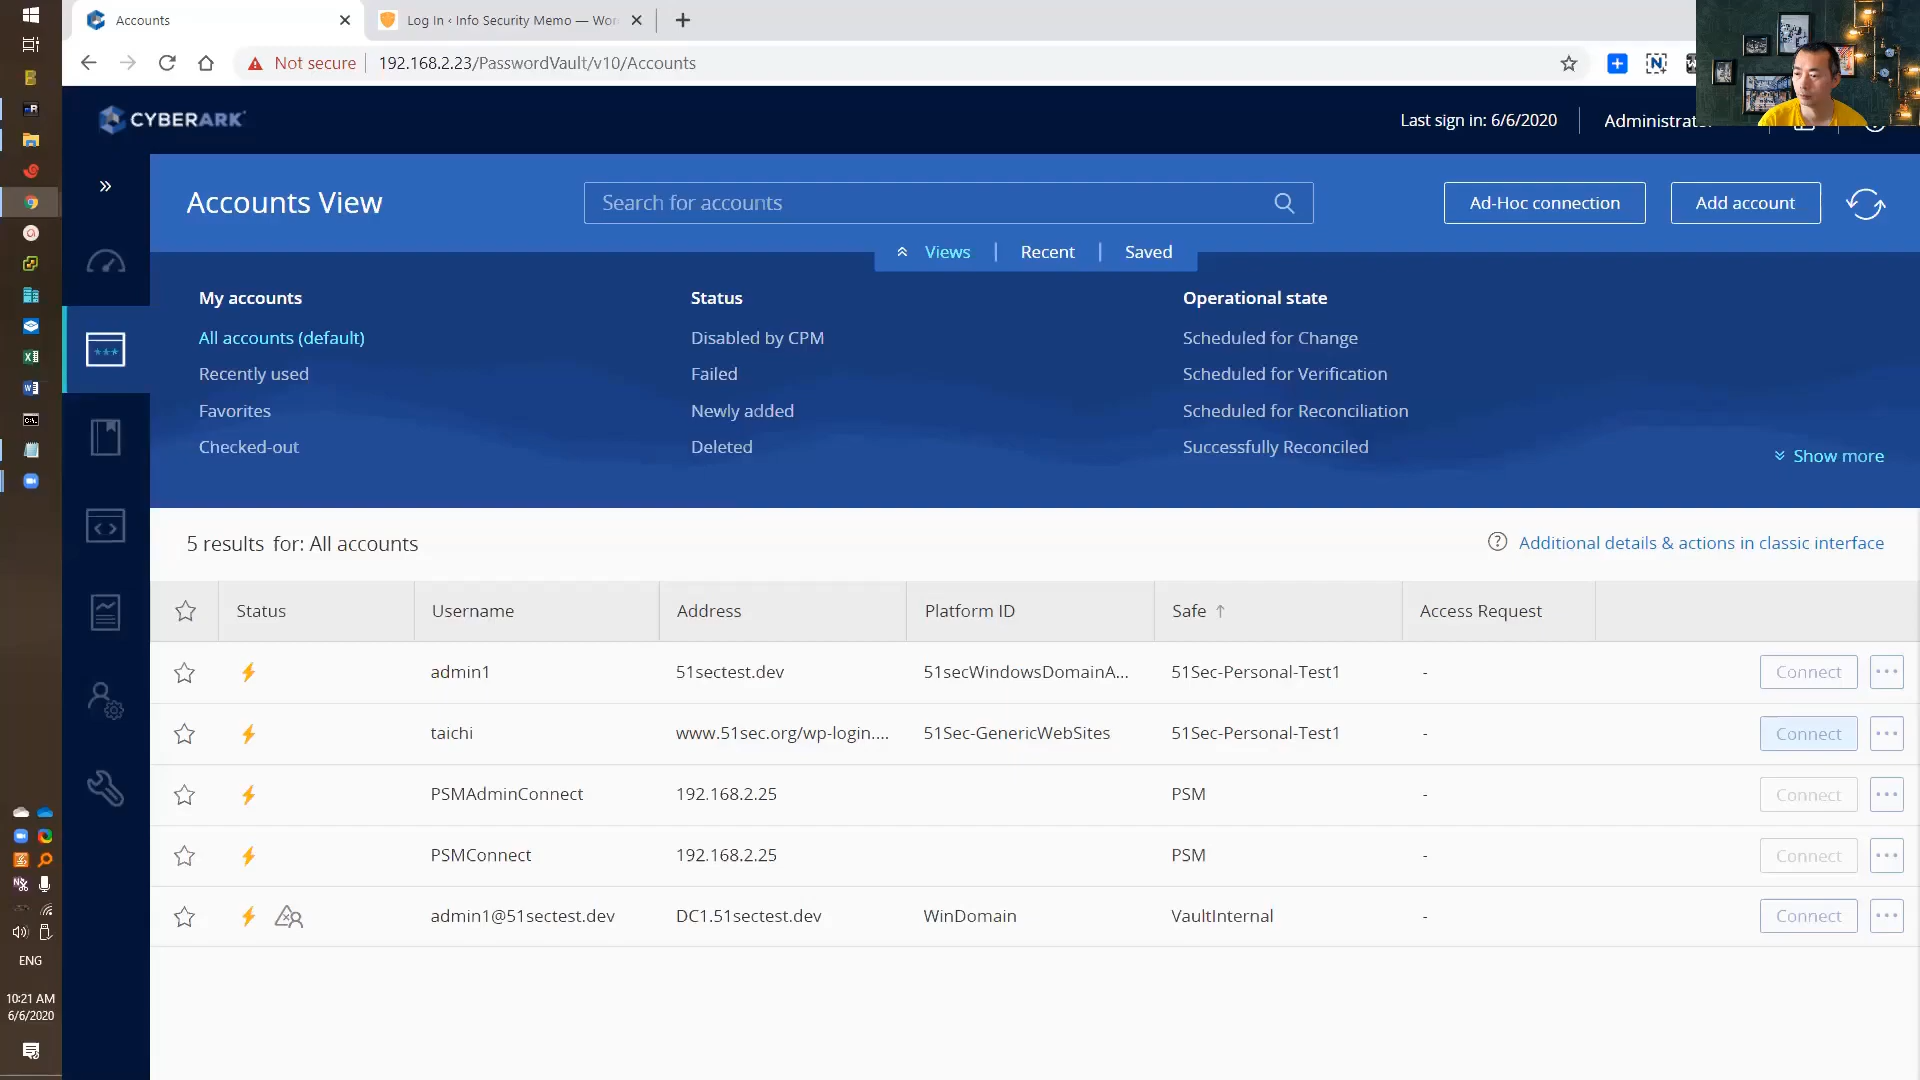 Accounts
Log In ‹ Info Security Memo — Wor
Not secure
192.168.2.23/PasswordVault/v10/Accounts
CYBERARK
Last sign in: 6/6/2020
Administrator
Accounts View
Search for accounts
Ad-Hoc connection
Add account
Views
Recent
Saved
My accounts
Status
Operational state
All accounts (default)
Disabled by CPM
Scheduled for Change
Recently used
Failed
Scheduled for Verification
Favorites
Newly added
Scheduled for Reconciliation
Checked-out
Deleted
Successfully Reconciled
Show more
5 results for: All accounts
Additional details & actions in classic interface
Status
Username
Address
Platform ID
Safe
Access Request
admin1
51sectest.dev
51secWindowsDomainA...
51Sec-Personal-Test1
-
Connect
taichi
www.51sec.org/wp-login....
51Sec-GenericWebSites
51Sec-Personal-Test1
-
Connect
PSMAdminConnect
192.168.2.25
PSM
-
Connect
PSMConnect
192.168.2.25
PSM
-
Connect
admin1@51sectest.dev
DC1.51sectest.dev
WinDomain
VaultInternal
-
Connect
ENG
10:21 AM
6/6/2020